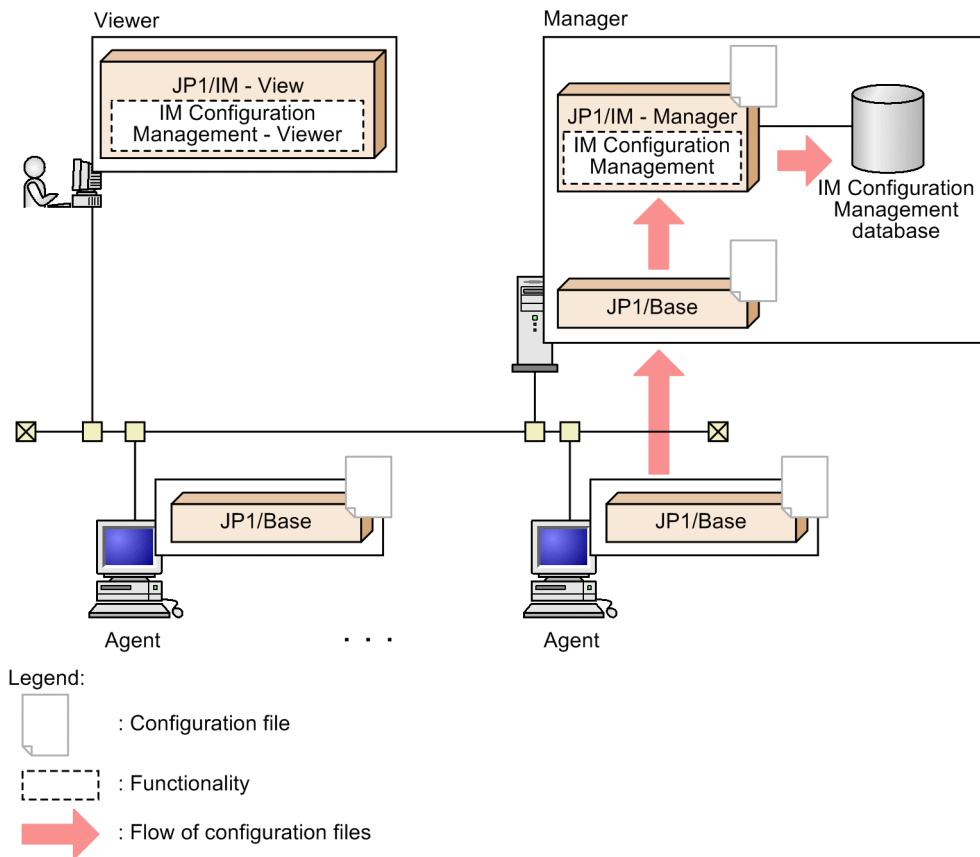 Viewer
Manager
JP1/IM - View
IM Configuration
Management - Viewer
JP1/IM - Manager
IM Configuration
Management
IM Configuration
Management
database
JP1/Base
JP1/Base
JP1/Base
Agent
. . .
Agent
Legend:
: Configuration file
: Functionality
: Flow of configuration files